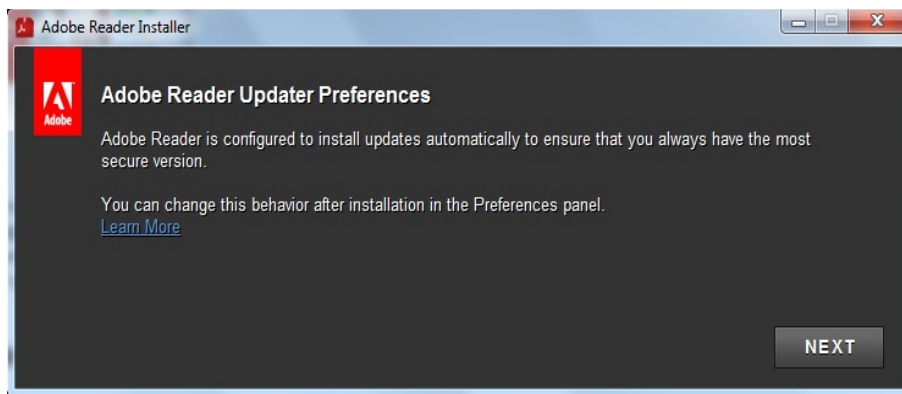 Adobe Reader Installer
Adobe
Adobe Reader Updater Preferences
Adobe Reader is configured to install updates automatically to ensure that you always have the most
secure version.
You can change this behavior after installation in the Preferences panel.
Learn More
NEXT